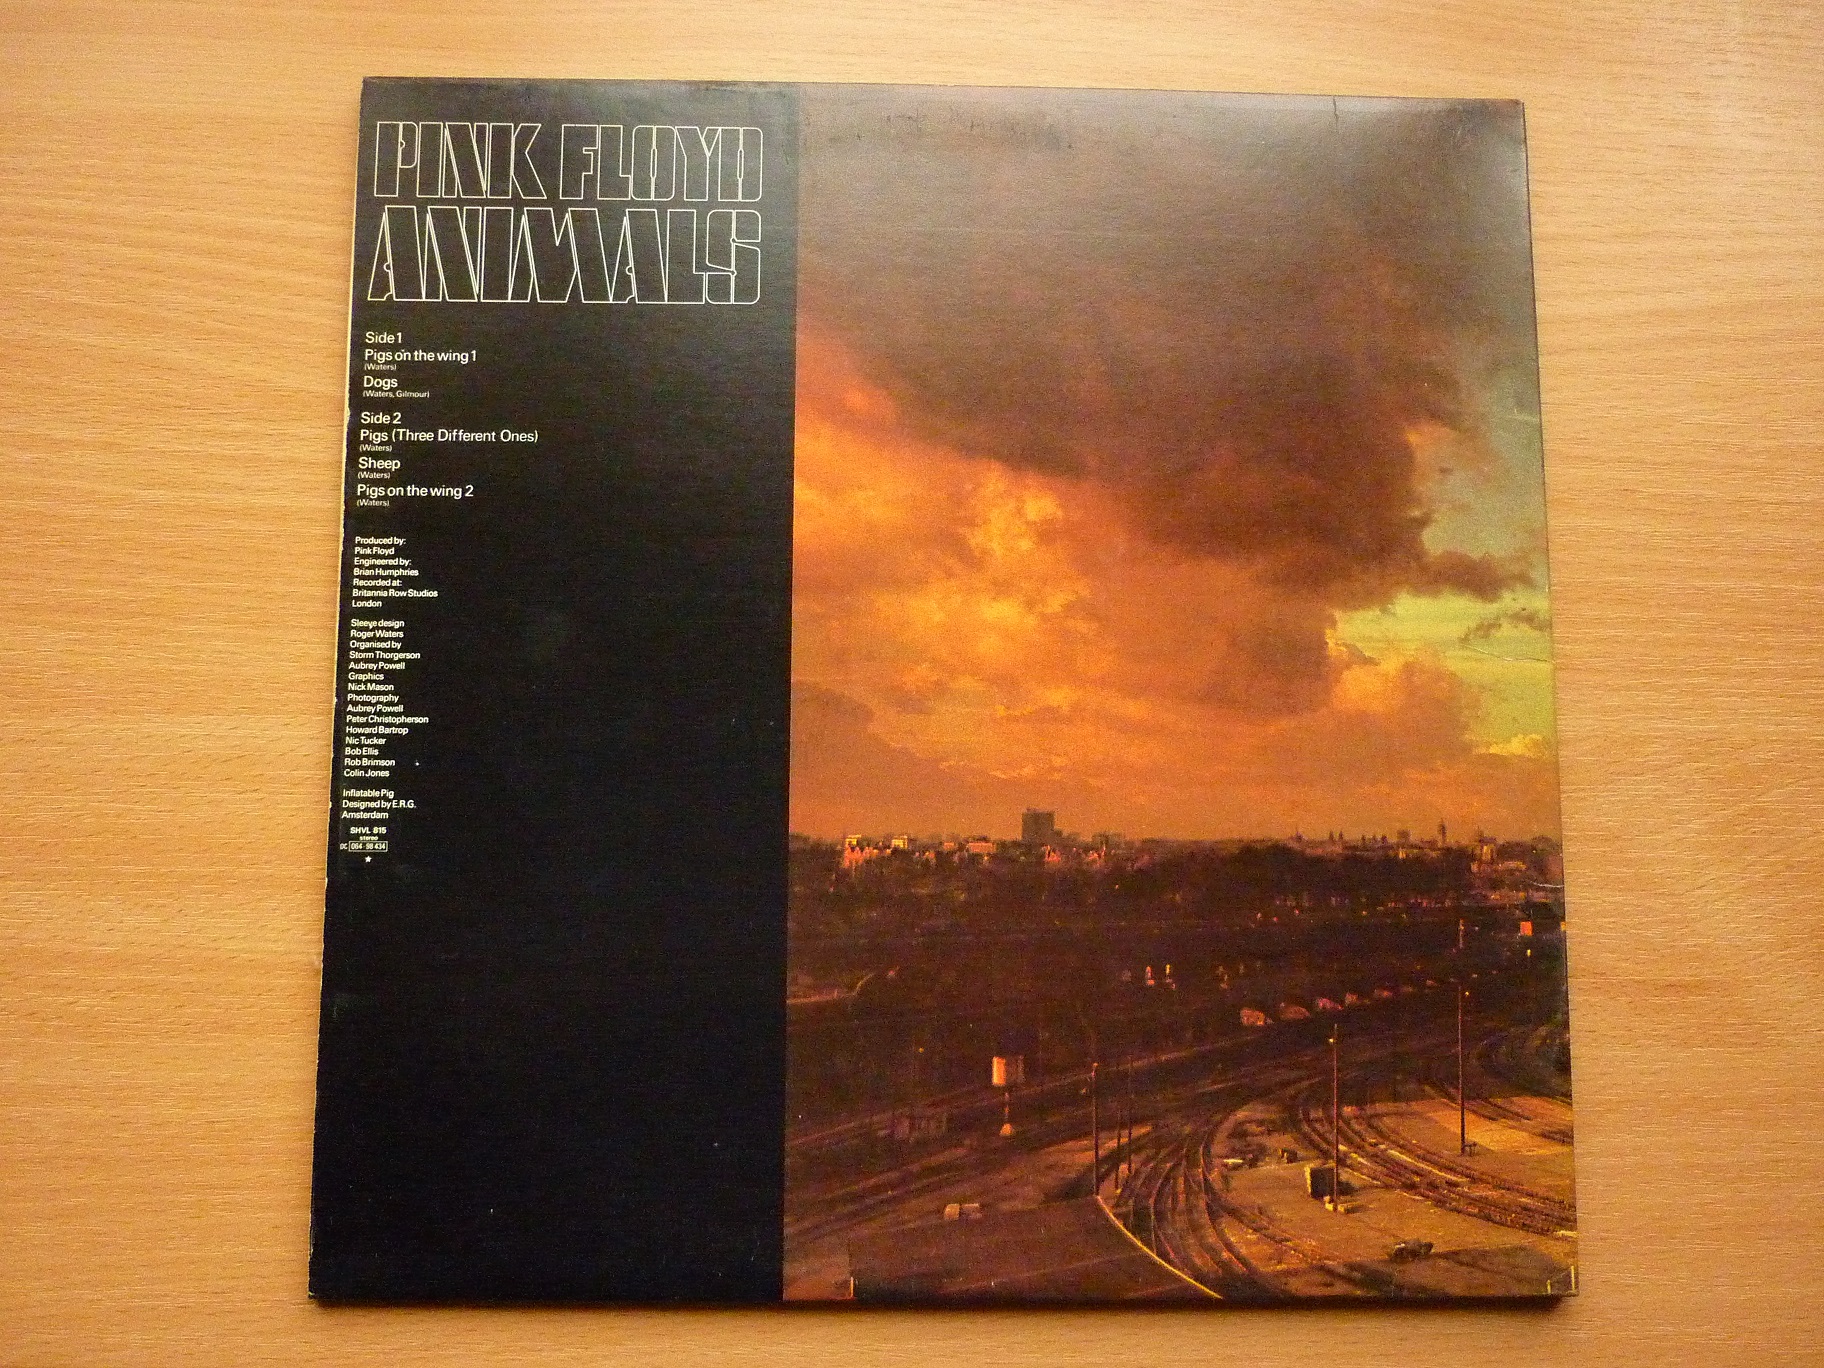 PINK FLOYD
ANIMALS
Side 1
Pigs on the wing 1
(Waters)
Dogs
(Waters, Gilmour)
Side 2
Pigs (Three Different Ones)
(Waters)
Sheep
(Waters)
Pigs on the wing 2
(Waters)
Produced by:
Pink Floyd
Engineered by:
Brian Humphries
Recorded at:
Britannia Row Studios
London
Sleeve design
Roger Waters
Organised by
Storm Thorgerson
Aubrey Powell
Graphics
Nick Mason
Photography
Aubrey Powell
Peter Christopherson
Howard Bartrop
Nic Tucker
Bob Ellis
Rob Brimson
Colin Jones
Inflatable Pig
Designed by E.R.G.
Amsterdam
SHVL 815
stereo
OC 064-98 434